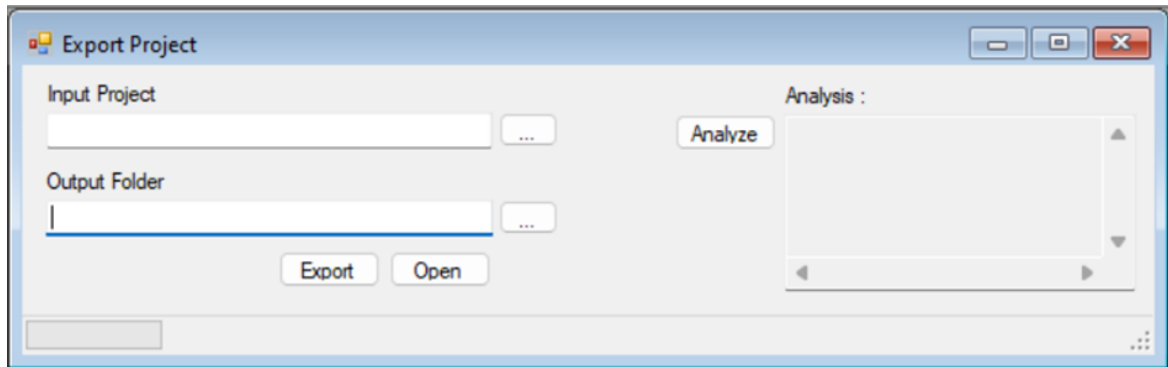 Export Project
Input Project
...
Analyze
Analysis :
Output Folder
...
Export
Open